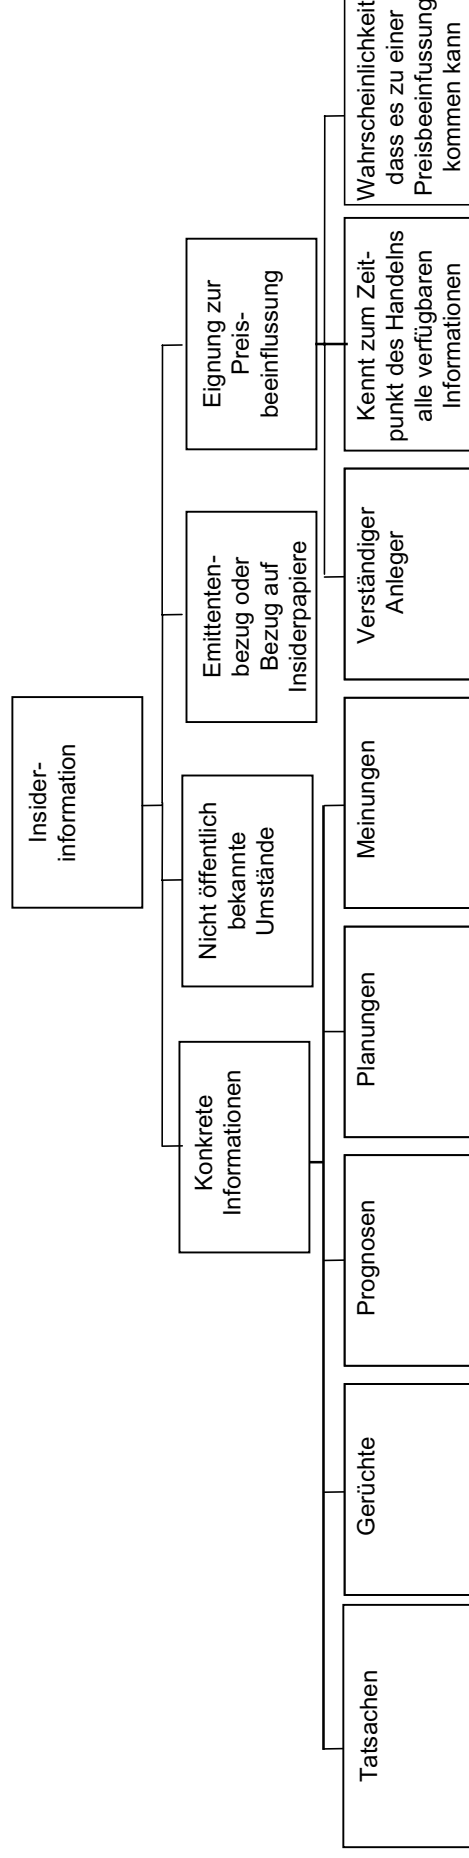 Insider-
information
Konkrete
Informationen
Nicht öffentlich
bekannte
Umstände
Emittenten-
bezug oder
Bezug auf
Insiderpapiere
Eignung zur
Preis-
beeinflussung
Tatsachen
Gerüchte
Prognosen
Planungen
Meinungen
Verständiger
Anleger
Kennt zum Zeit-
punkt des Handelns
alle verfügbaren
Informationen
Wahrscheinlichkeit
dass es zu einer
Preisbeeinfussung
kommen kann